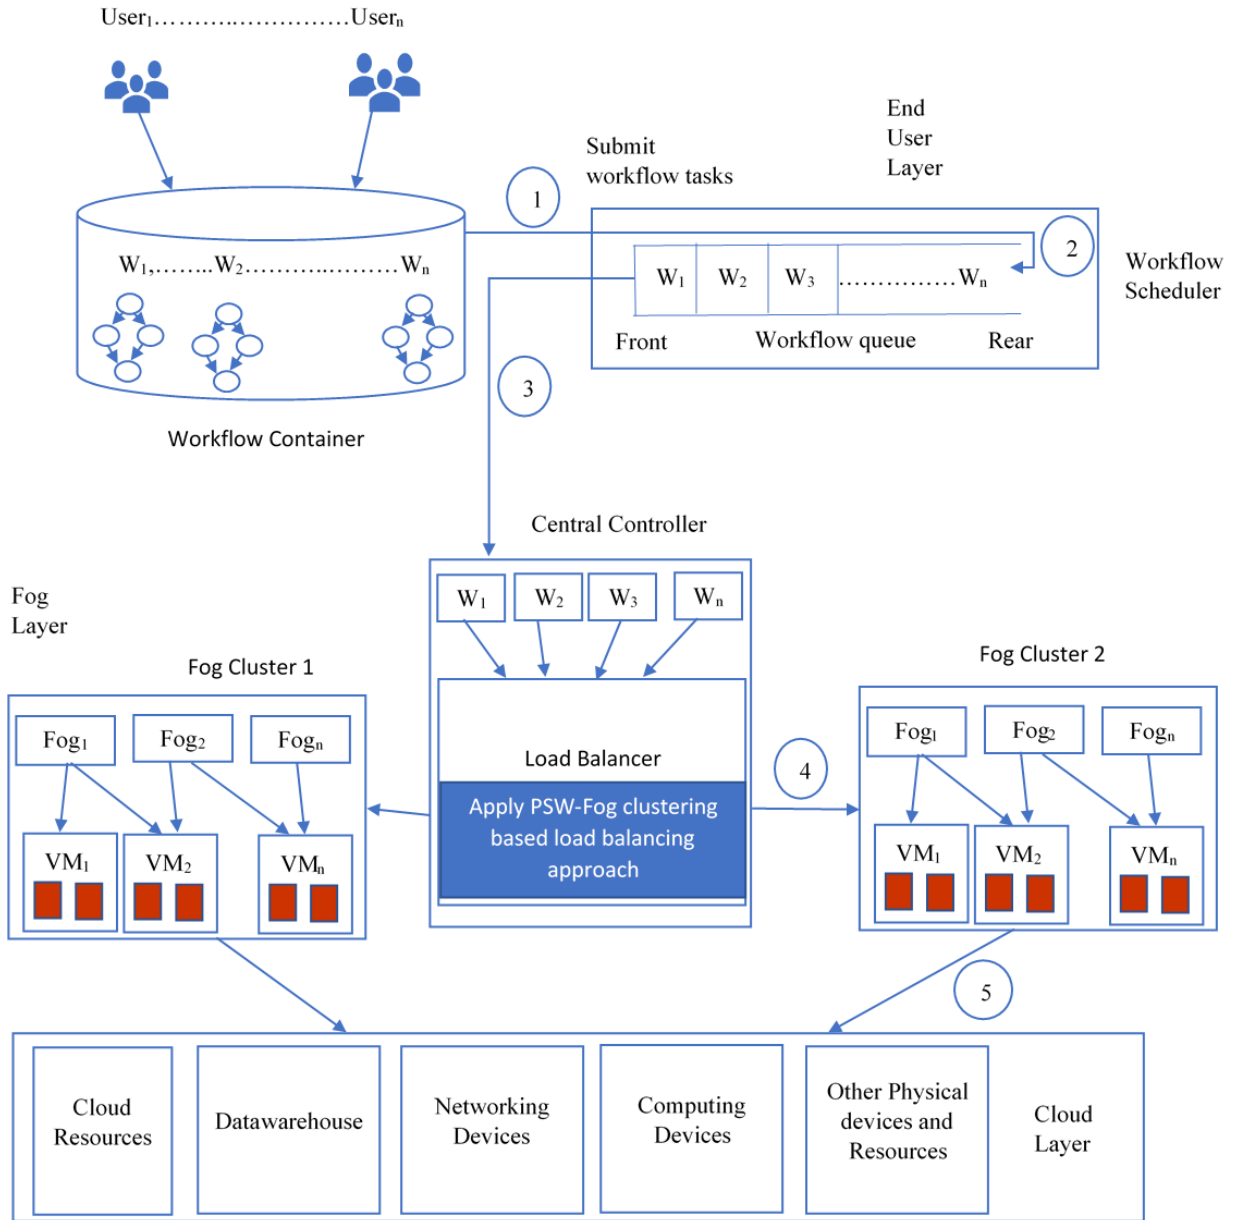 User₁……………………Userₙ
End
User
Layer
Submit
workflow tasks
1
2
W₁,……..W₂………………….Wₙ
W₁ W₂ W₃ ……………Wₙ
Workflow
Scheduler
Front Workflow queue Rear
3
Workflow Container
Central Controller
Fog
Layer
W₁ W₂ W₃ Wₙ
Fog Cluster 1
Fog Cluster 2
Fog₁ Fog₂ Fogₙ
Fog₁ Fog₂ Fogₙ
Load Balancer
4
Apply PSW-Fog clustering
based load balancing
approach
VM₁ VM₂ VMₙ
VM₁ VM₂ VMₙ
5
Cloud
Resources
Datawarehouse
Networking
Devices
Computing
Devices
Other Physical
devices and
Resources
Cloud
Layer